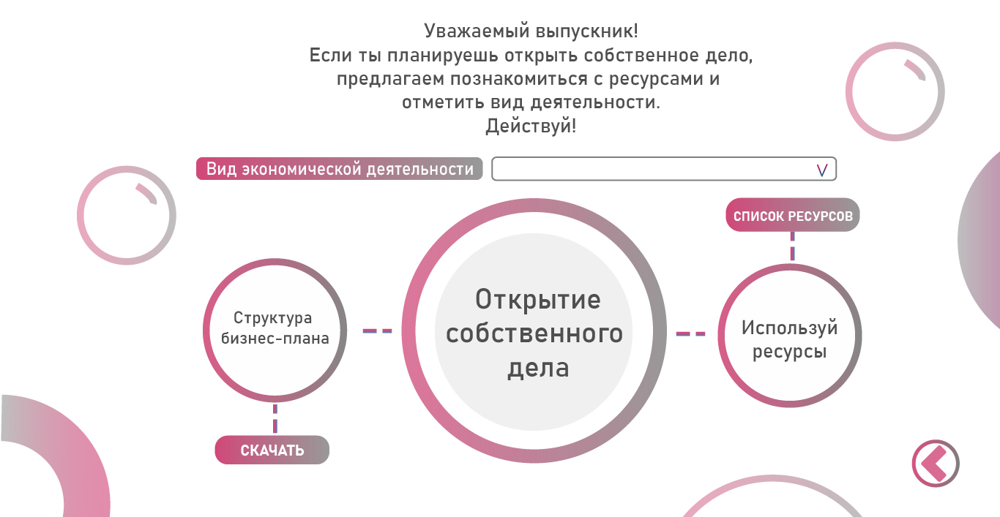 Уважаемый выпускник!
Если ты планируешь открыть собственное дело,
предлагаем познакомиться с ресурсами и
отметить вид деятельности.
Действуй!
Вид экономической деятельности
СПИСОК РЕСУРСОВ
Структура
бизнес-плана
Открытие
собственного
дела
Используй
ресурсы
СКАЧАТЬ